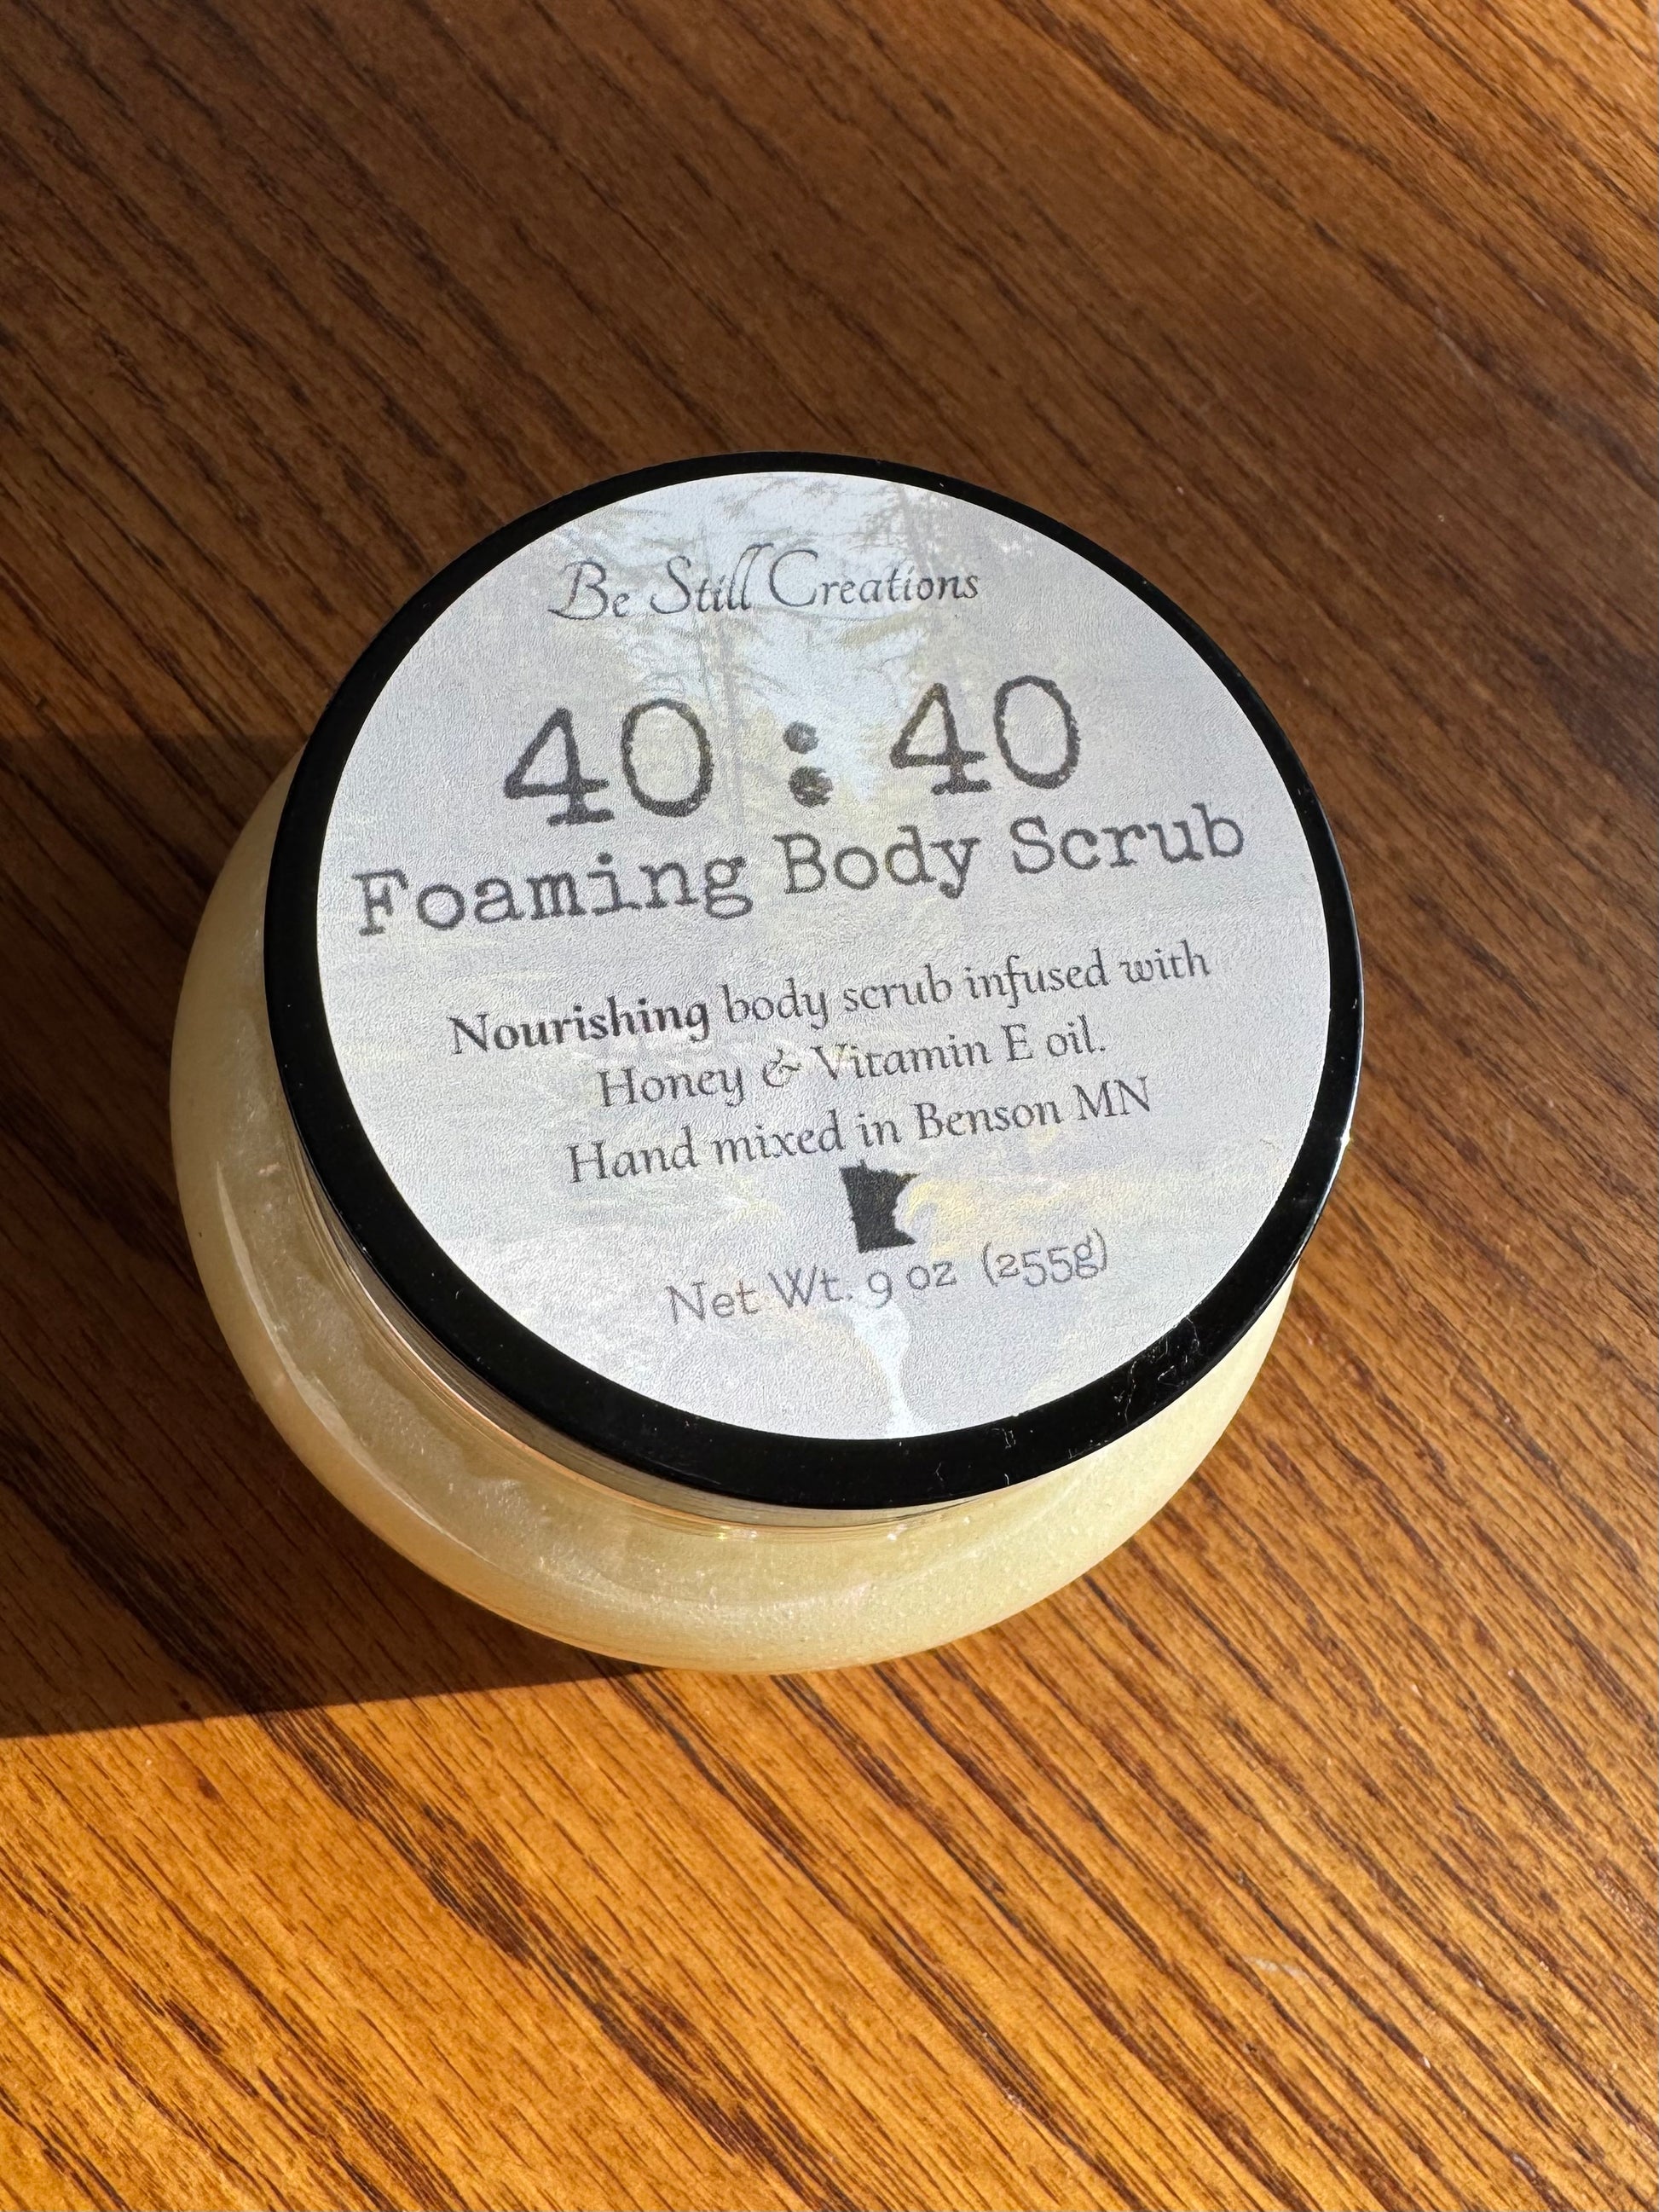 Be Still Creations
40 : 40
Foaming Body Scrub
Nourishing body scrub infused with
Honey & Vitamin E oil.
Hand mixed in Benson MN
Net Wt. 9 oz (255g)